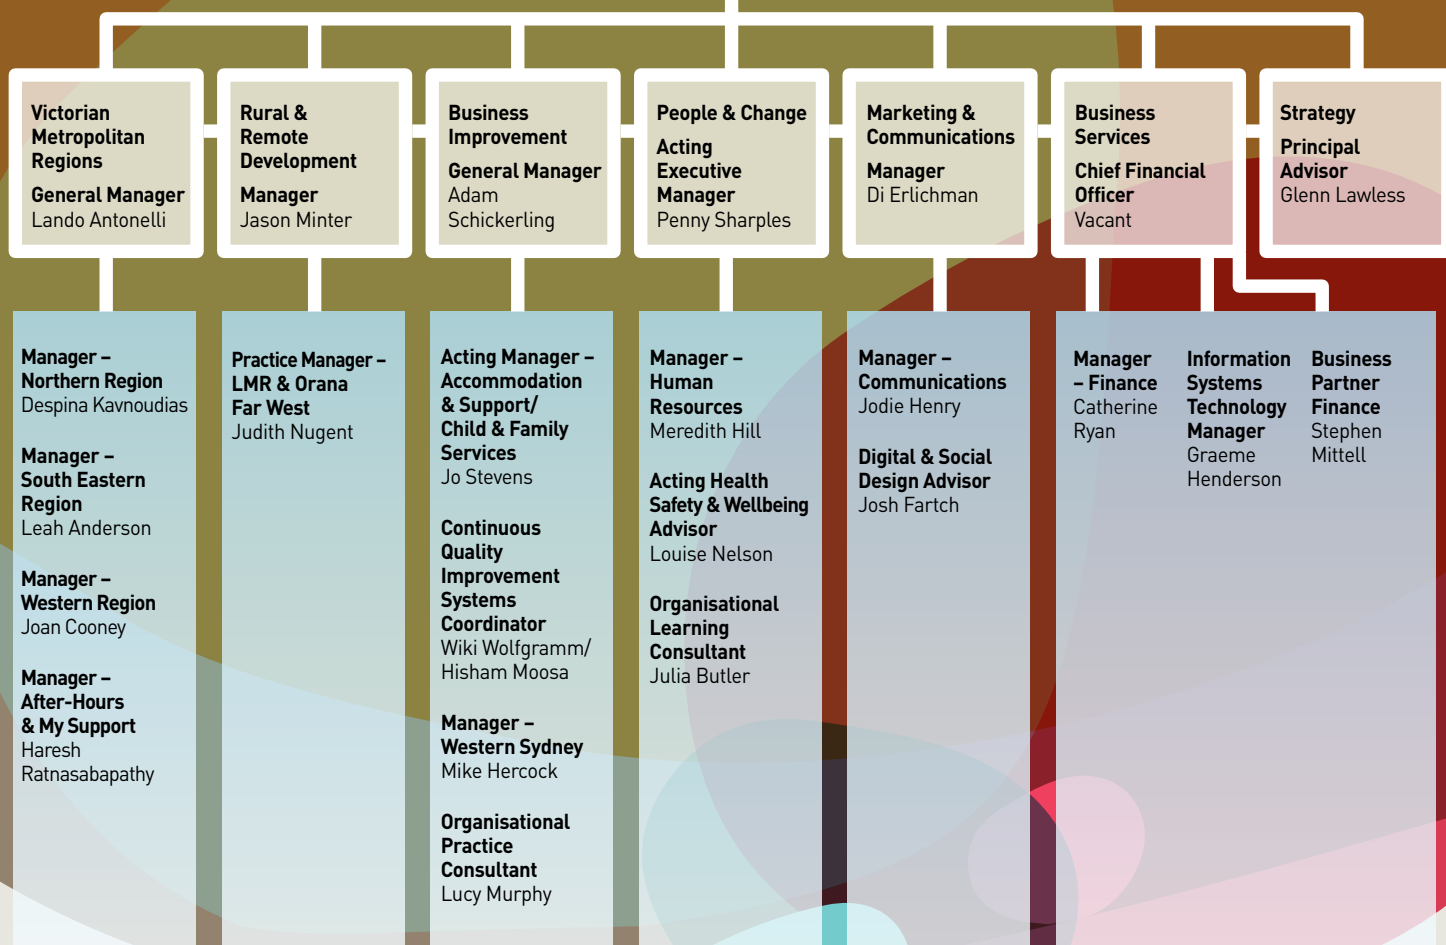 Victorian
Metropolitan
Regions
General Manager
Lando Antonelli
Rural &
Remote
Development
Manager
Jason Minter
Business
Improvement
General Manager
Adam
Schickerling
People & Change
Acting
Executive
Manager
Penny Sharples
Marketing &
Communications
Manager
Di Erlichman
Business
Services
Chief Financial
Officer
Vacant
Strategy
Principal
Advisor
Glenn Lawless
Manager –
Northern Region
Despina Kavnoudias
Manager –
South Eastern
Region
Leah Anderson
Manager –
Western Region
Joan Cooney
Manager –
After-Hours
& My Support
Haresh
Ratnasabapathy
Practice Manager –
LMR & Orana
Far West
Judith Nugent
Acting Manager –
Accommodation
& Support/
Child & Family
Services
Jo Stevens
Continuous
Quality
Improvement
Systems
Coordinator
Wiki Wolfgramm/
Hisham Moosa
Manager –
Western Sydney
Mike Hercock
Organisational
Practice
Consultant
Lucy Murphy
Manager –
Human
Resources
Meredith Hill
Acting Health
Safety & Wellbeing
Advisor
Louise Nelson
Organisational
Learning
Consultant
Julia Butler
Manager –
Communications
Jodie Henry
Digital & Social
Design Advisor
Josh Fartch
Manager
– Finance
Catherine
Ryan
Information
Systems
Technology
Manager
Graeme
Henderson
Business
Partner
Finance
Stephen
Mittell